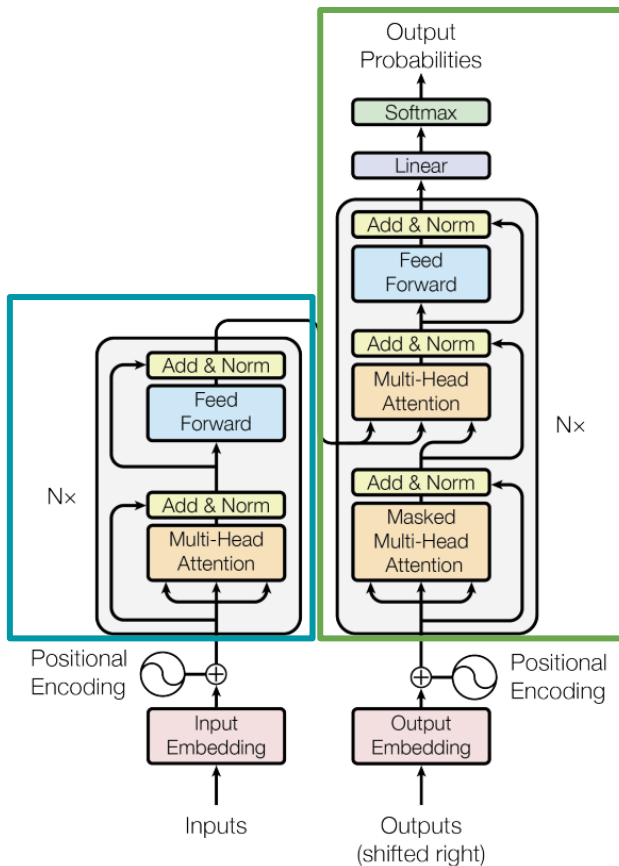 Output
Probabilities
Softmax
Linear
Add & Norm
Feed
Forward
Add & Norm
Multi-Head
Attention
N×
Add & Norm
Masked
Multi-Head
Attention
Add & Norm
Feed
Forward
N×
Add & Norm
Multi-Head
Attention
Positional
Encoding
Positional
Encoding
Input
Embedding
Output
Embedding
Inputs
Outputs
(shifted right)